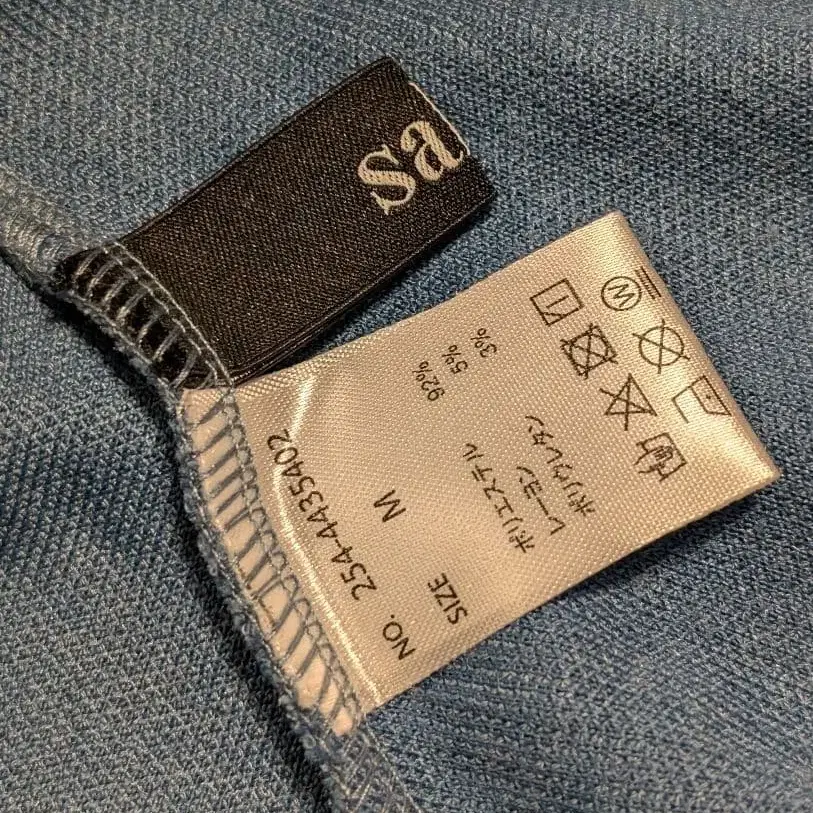 sa
NO. 254-4435402
SIZE M
ポリエステル 92%
レーヨン 5%
ポリウレタン 3%
W